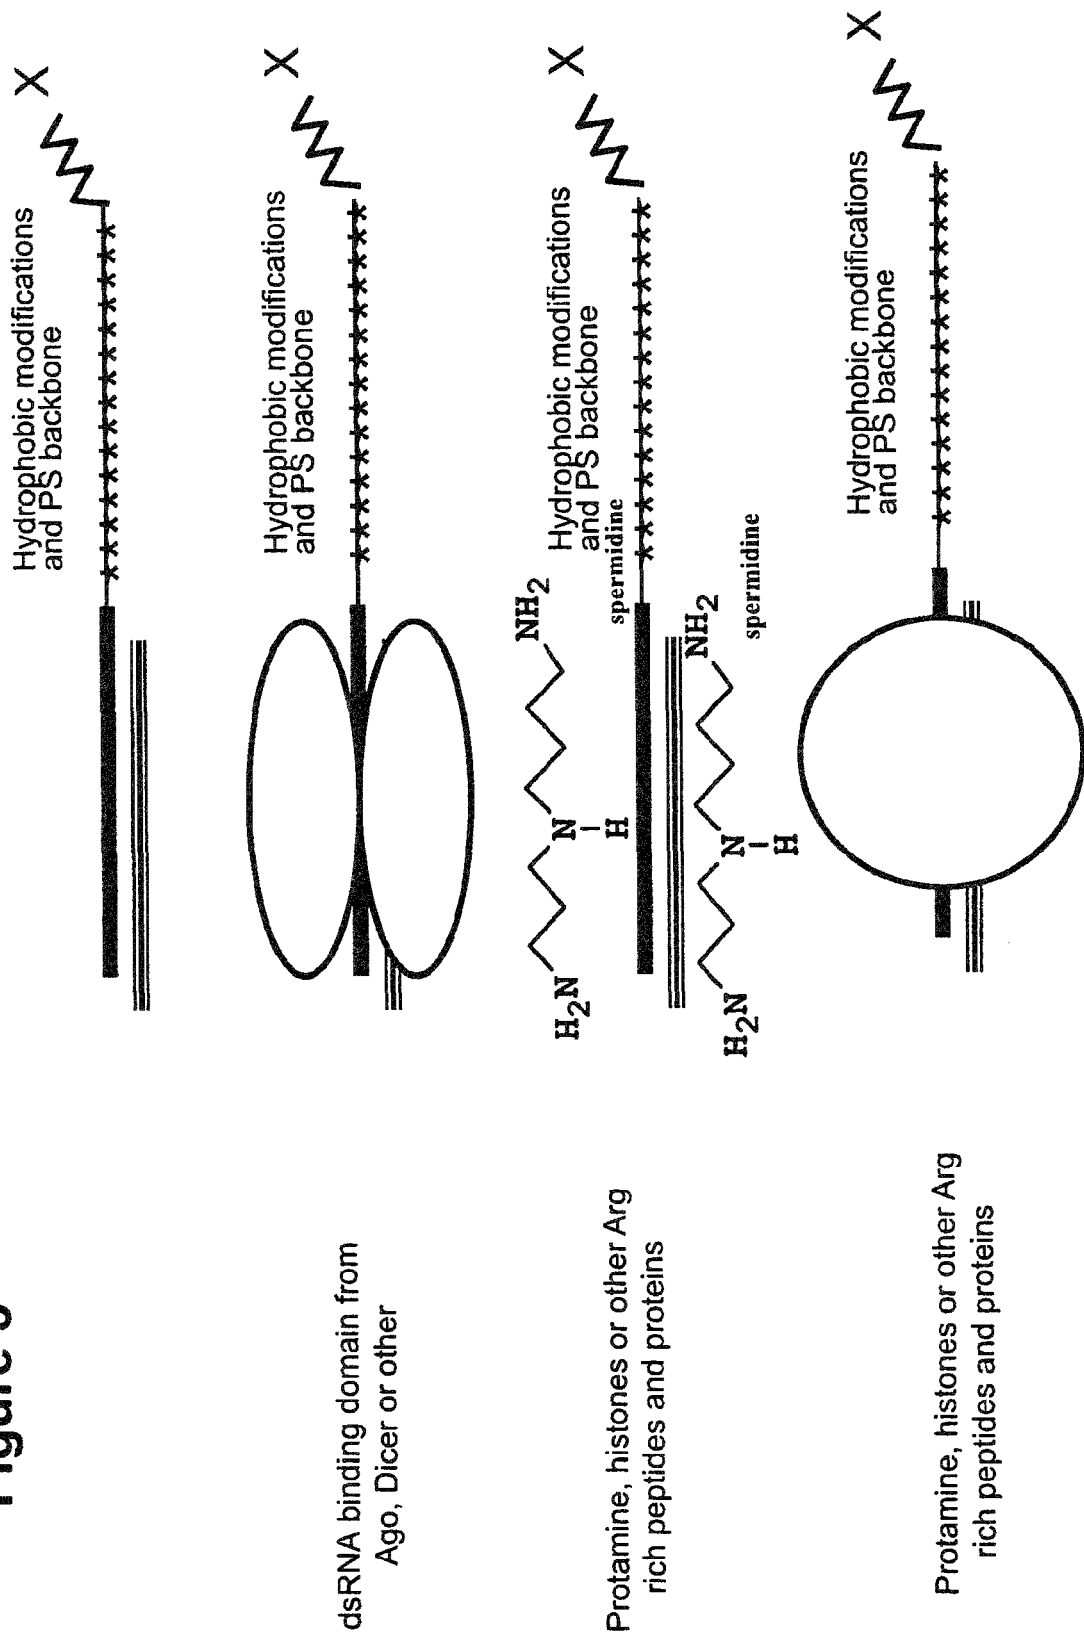 Figure
Hydrophobic modifications
and PS backbone
X
dsRNA binding domain from
Ago, Dicer or other
Hydrophobic modifications
and PS backbone
X
Protamine, histones or other Arg
rich peptides and proteins
H2N N NH2
H
spermidine
Hydrophobic modifications
and PS backbone
X
H2N N NH2
H
spermidine
Protamine, histones or other Arg
rich peptides and proteins
Hydrophobic modifications
and PS backbone
X